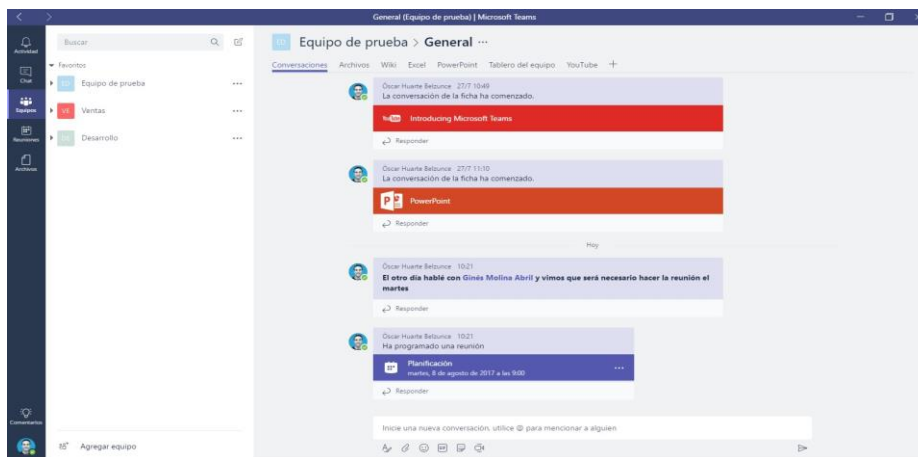 General (Equipo de prueba) | Microsoft Teams
Actividad
Chat
Equipos
Reuniones
Archivos
Comentarios
Buscar
Favoritos
Equipo de prueba
Ventas
Desarrollo
Agregar equipo
Equipo de prueba > General ...
Conversaciones Archivos Wiki Excel PowerPoint Tablero del equipo YouTube +
Óscar Huarte Belzunce 27/7 10:49
La conversación de la ficha ha comenzado.
YouTube Introducing Microsoft Teams
Responder
Óscar Huarte Belzunce 27/7 11:10
La conversación de la ficha ha comenzado.
PowerPoint
Responder
Hoy
Óscar Huarte Belzunce 10:21
El otro día hablé con Ginés Molina Abril y vimos que será necesario hacer la reunión el
martes
Responder
Óscar Huarte Belzunce 10:21
Ha programado una reunión
Planificación
martes, 8 de agosto de 2017 a las 9:00
Responder
Inicie una nueva conversación, utilice @ para mencionar a alguien